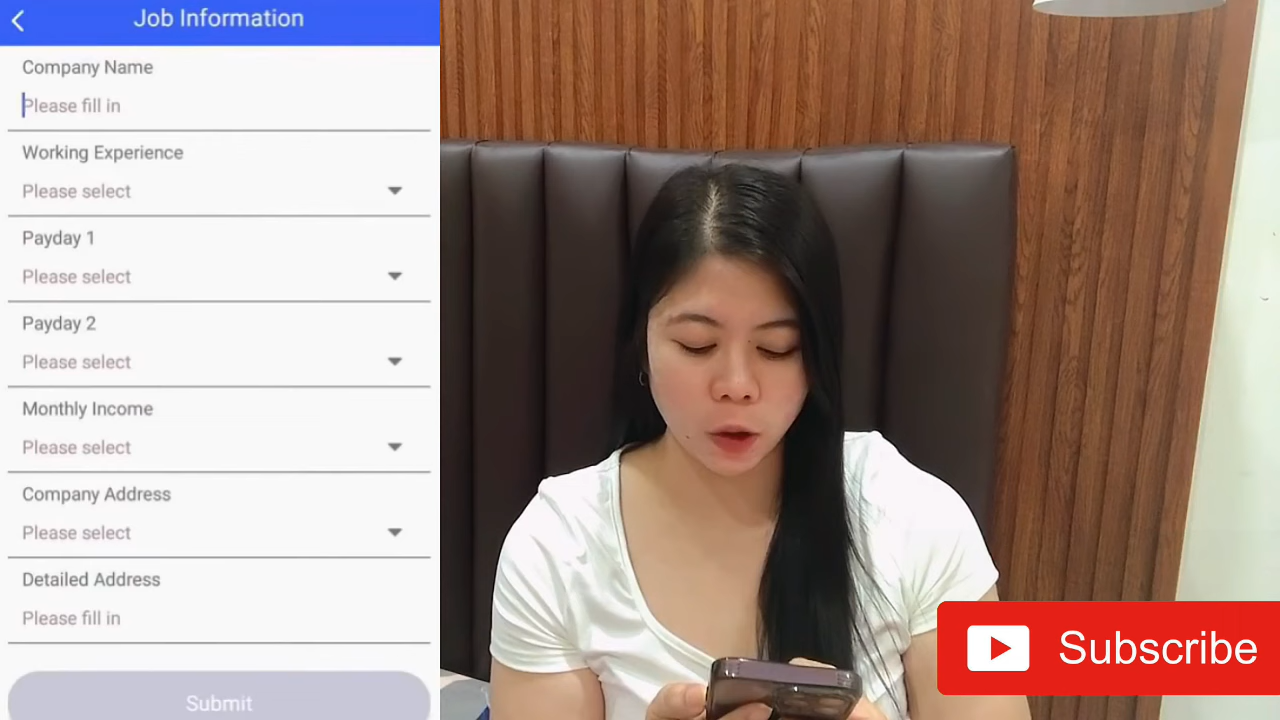 Job Information
Company Name
Please fill in
Working Experience
Please select
Payday 1
Please select
Payday 2
Please select
Monthly Income
Please select
Company Address
Please select
Detailed Address
Please fill in
Submit
Subscribe